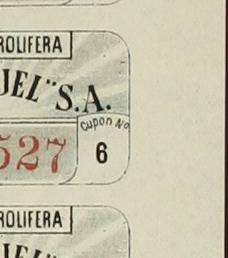 ROLIFERA
JEL" S.A.
Cupon No
527
6
ROLIFERA